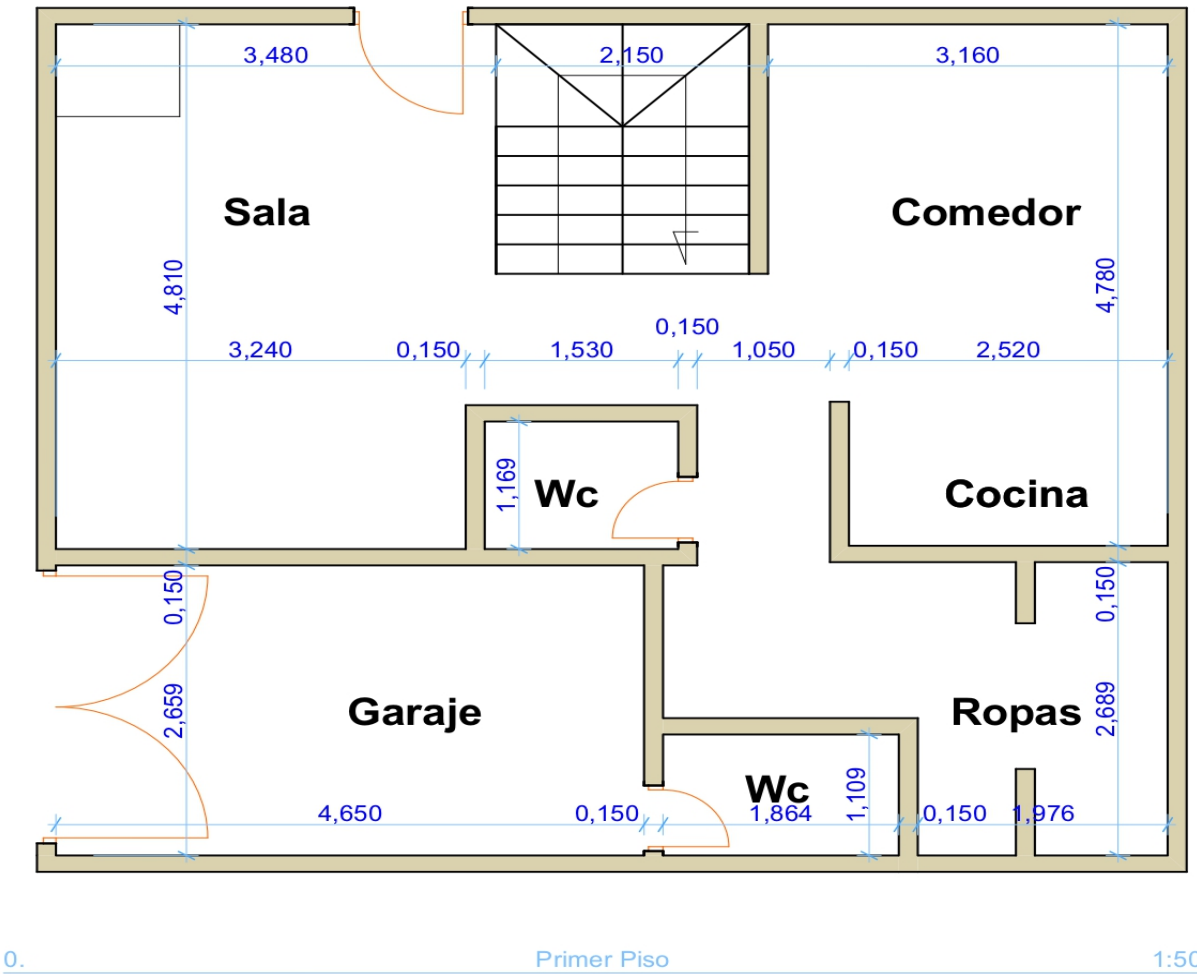 3,480 2,150 3,160
Sala Comedor
4,810 4,780
0,150
3,240 0,150 1,530 1,050 0,150 2,520
1,169 Wc Cocina
0,150 0,150
2,659 Garaje Ropas 2,689
Wc 1,109
4,650 0,150 1,864 0,150 1,976
0. Primer Piso